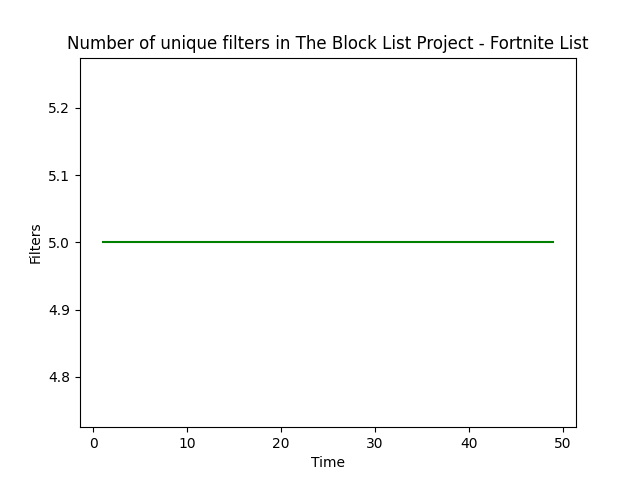 Number of unique filters in The Block List Project - Fortnite List
5.2
5.1
5.0
4.9
4.8
Filters
0 10 20 30 40 50
Time